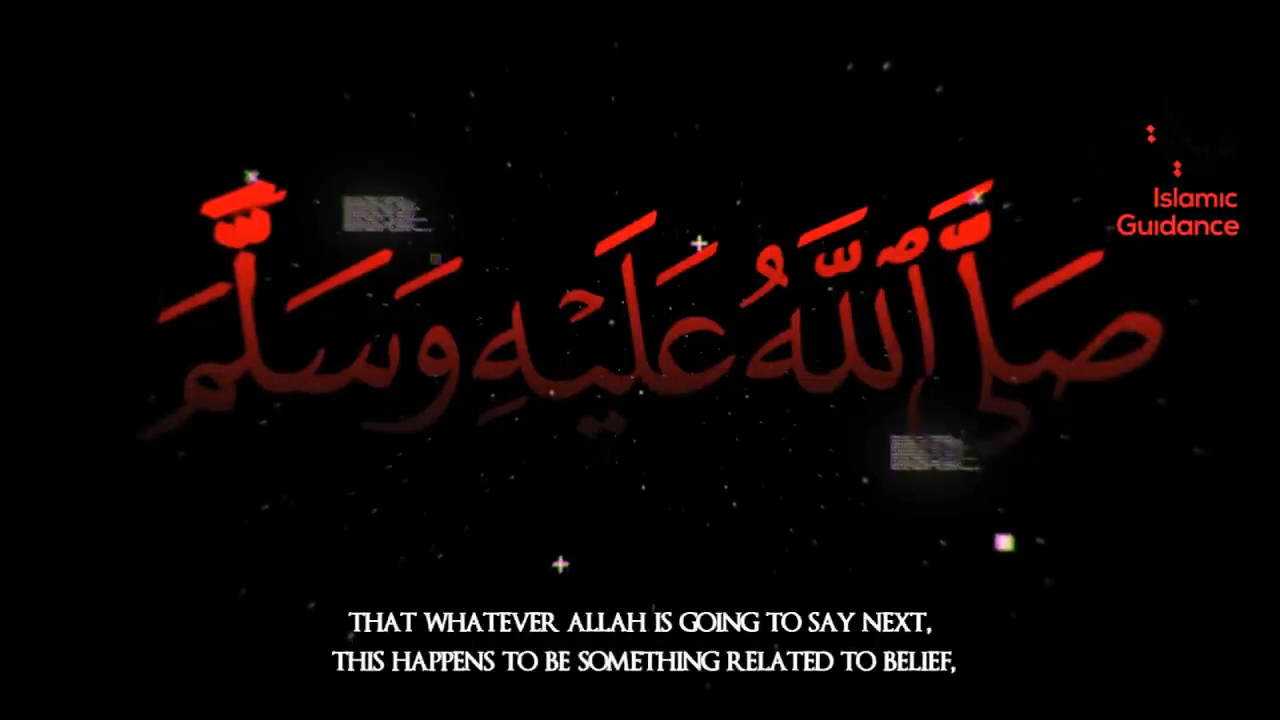 صَلَّى ٱللَّهُ عَلَيْهِ وَسَلَّمَ
Islamic
Guidance
THAT WHATEVER ALLAH IS GOING TO SAY NEXT,
THIS HAPPENS TO BE SOMETHING RELATED TO BELIEF,